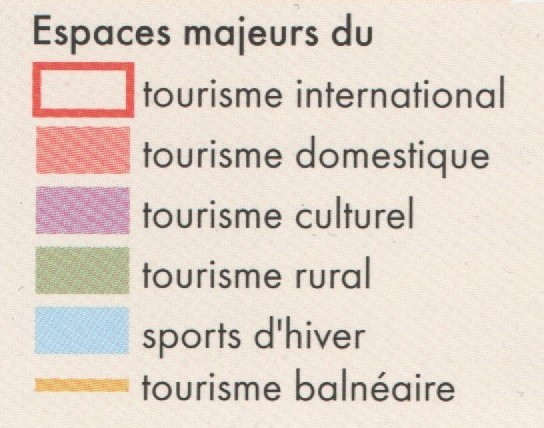 Espaces majeurs du
tourisme international
tourisme domestique
tourisme culturel
tourisme rural
sports d'hiver
tourisme balnéaire